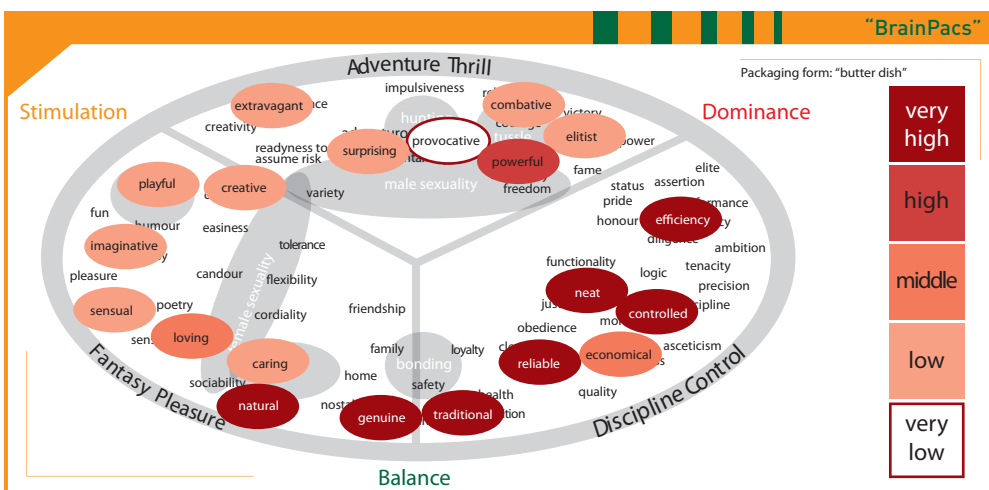 "BrainPacs"
Packaging form: "butter dish"
Adventure Thrill
Stimulation
Dominance
Fantasy Pleasure
Discipline Control
Balance
very
high
high
middle
low
very
low
impulsiveness
extravagant
creativity
combative
victory
elitist
power
provocative
surprising
powerful
tussle
readiness to
assume risk
male sexuality
freedom
fame
variety
playful
creative
fun
humour
easiness
imaginative
pleasure
candour
tolerance
flexibility
sensual
poetry
cordiality
loving
caring
sociability
natural
friendship
family
bonding
loyalty
home
safety
genuine
traditional
elite
status
assertion
pride
honour
efficiency
ambition
functionality
logic
tenacity
precision
neat
controlled
obedience
reliable
economical
asceticism
quality